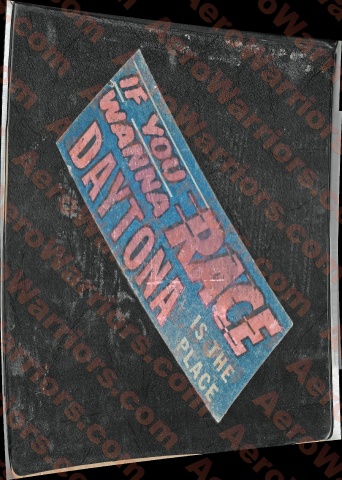 IF YOU
WANNA RACE
DAYTONA
IS THE
PLACE
AeroWarriors.com